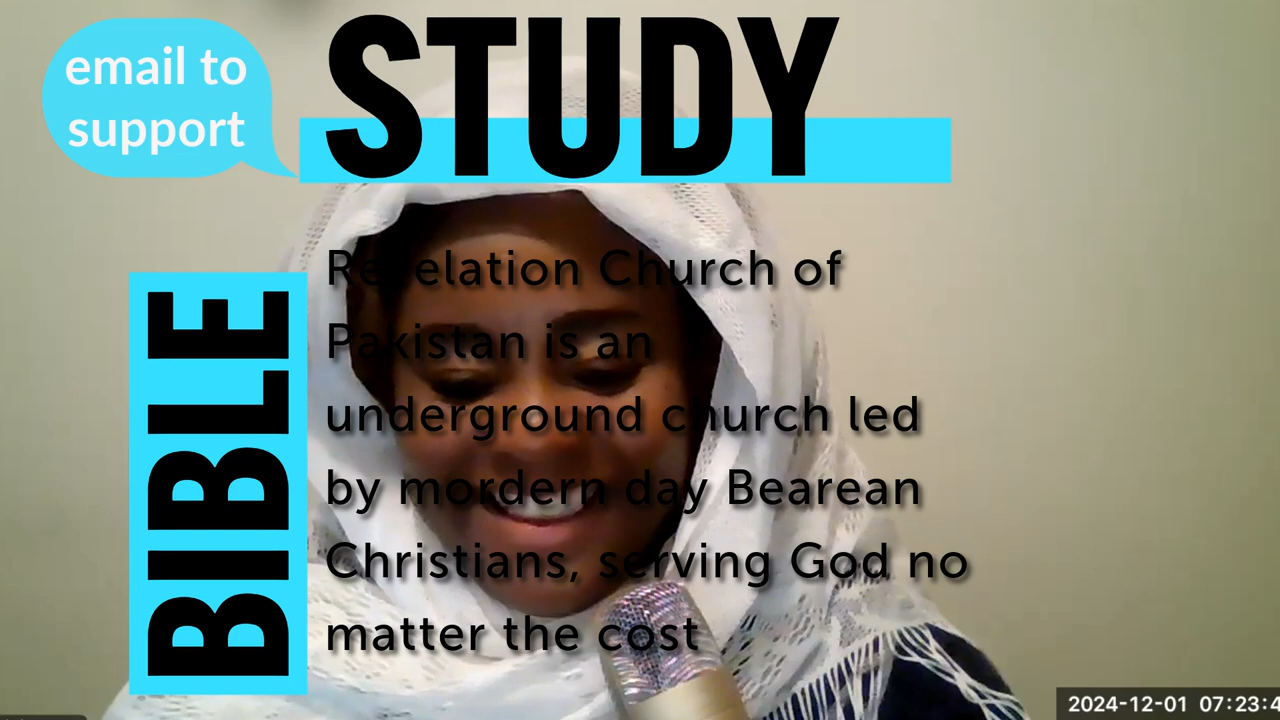 email to
support
STUDY
BIBLE
Revelation Church of
Pakistan is an
underground church led
by mordern day Bearean
Christians, serving God no
matter the cost
2024-12-01 07:23:4